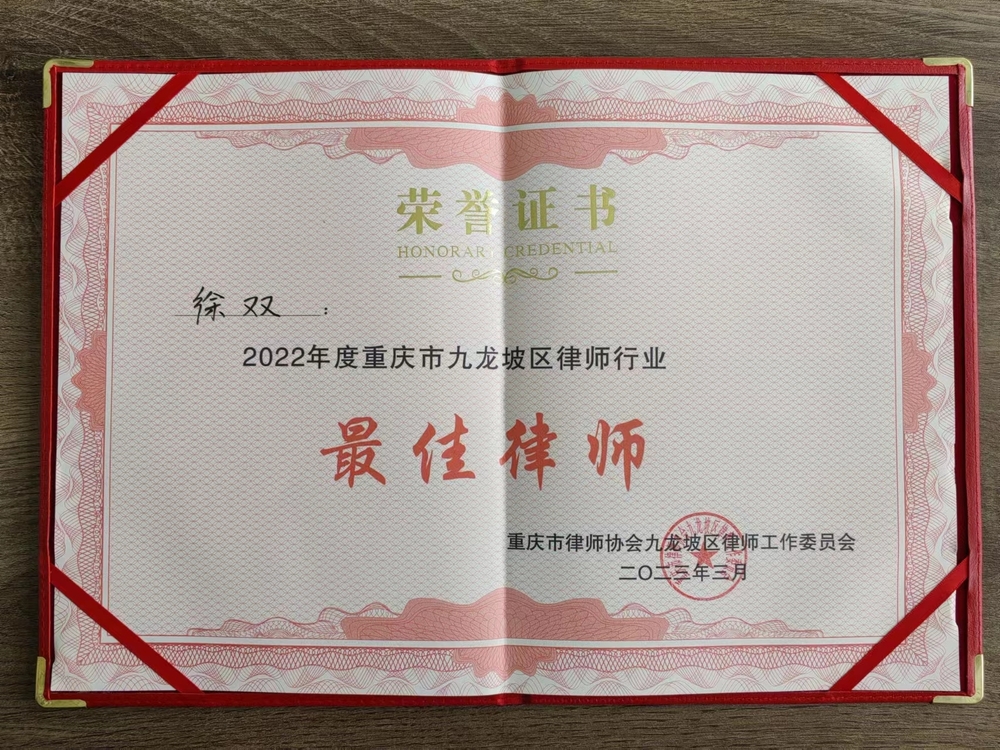 荣誉证书
HONORARY CREDENTIAL
徐双：
2022年度重庆市九龙坡区律师行业
最佳律师
重庆市律师协会九龙坡区律师工作委员会
二〇二三年三月